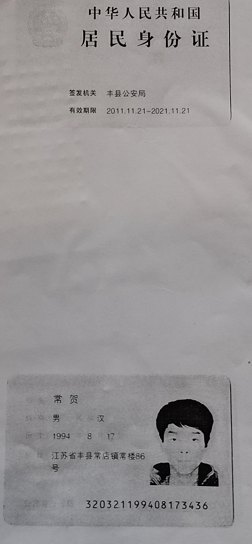 中华人民共和国
居民身份证
签发机关 丰县公安局
有效期限 2011.11.21-2021.11.21
常贺
男 汉
1994 8 17
江苏省丰县常店镇常楼86
号
320321199408173436